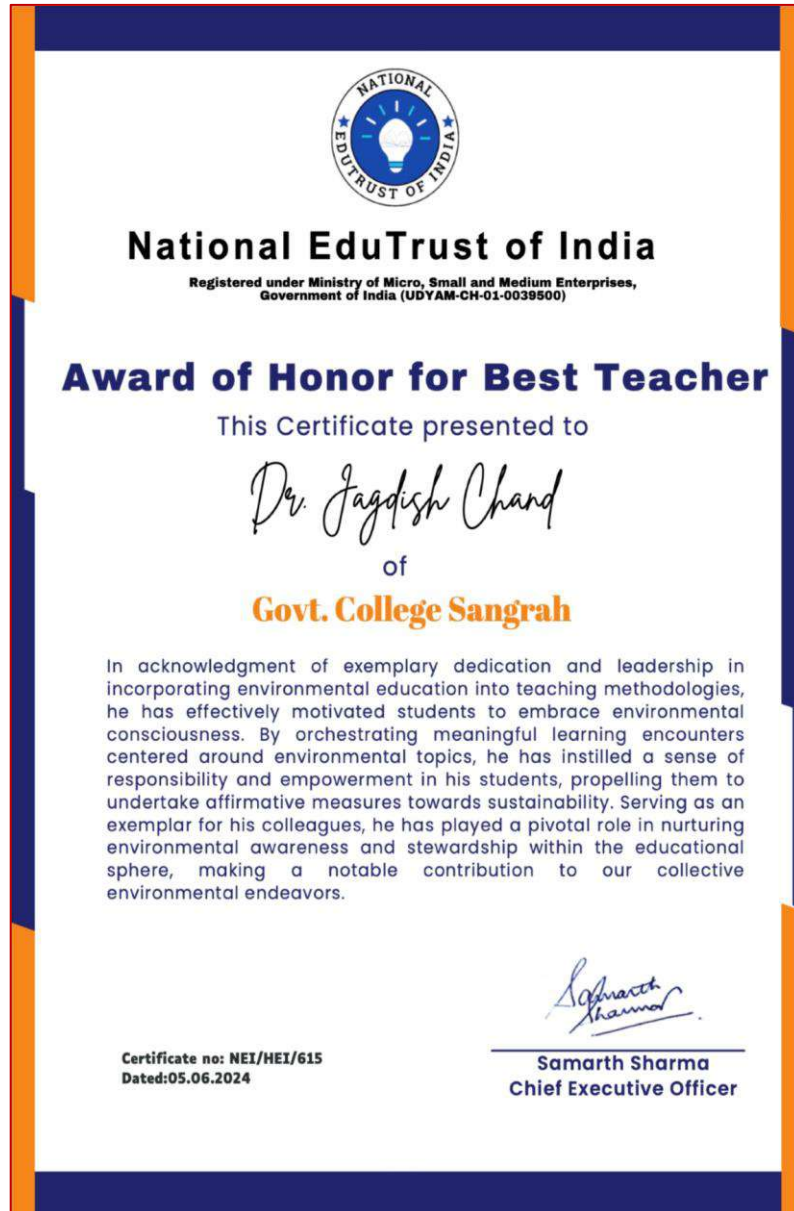 NATIONAL
EDUTRUST OF INDIA
National EduTrust of India
Registered under Ministry of Micro, Small and Medium Enterprises,
Government of India (UDYAM-CH-01-0039500)
Award of Honor for Best Teacher
This Certificate presented to
Dr. Jagdish Chand
of
Govt. College Sangrah
In acknowledgment of exemplary dedication and leadership in
incorporating environmental education into teaching methodologies,
he has effectively motivated students to embrace environmental
consciousness. By orchestrating meaningful learning encounters
centered around environmental topics, he has instilled a sense of
responsibility and empowerment in his students, propelling them to
undertake affirmative measures towards sustainability. Serving as an
exemplar for his colleagues, he has played a pivotal role in nurturing
environmental awareness and stewardship within the educational
sphere, making a notable contribution to our collective
environmental endeavors.
Samarth
Sharma
Certificate no: NEI/HEI/615
Dated:05.06.2024
Samarth Sharma
Chief Executive Officer